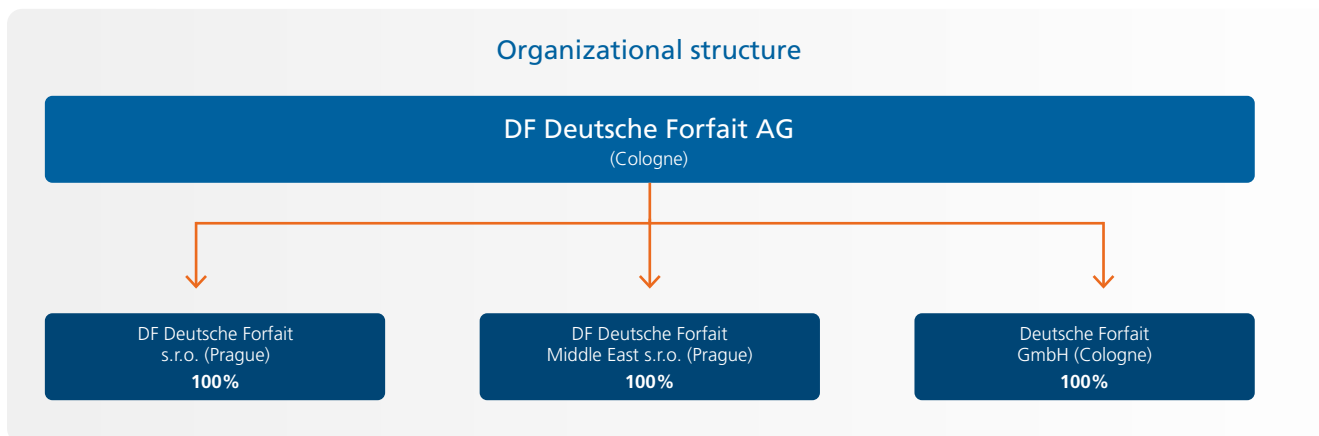 Organizational structure
DF Deutsche Forfait AG
(Cologne)
DF Deutsche Forfait
s.r.o. (Prague)
100%
DF Deutsche Forfait
Middle East s.r.o. (Prague)
100%
Deutsche Forfait
GmbH (Cologne)
100%